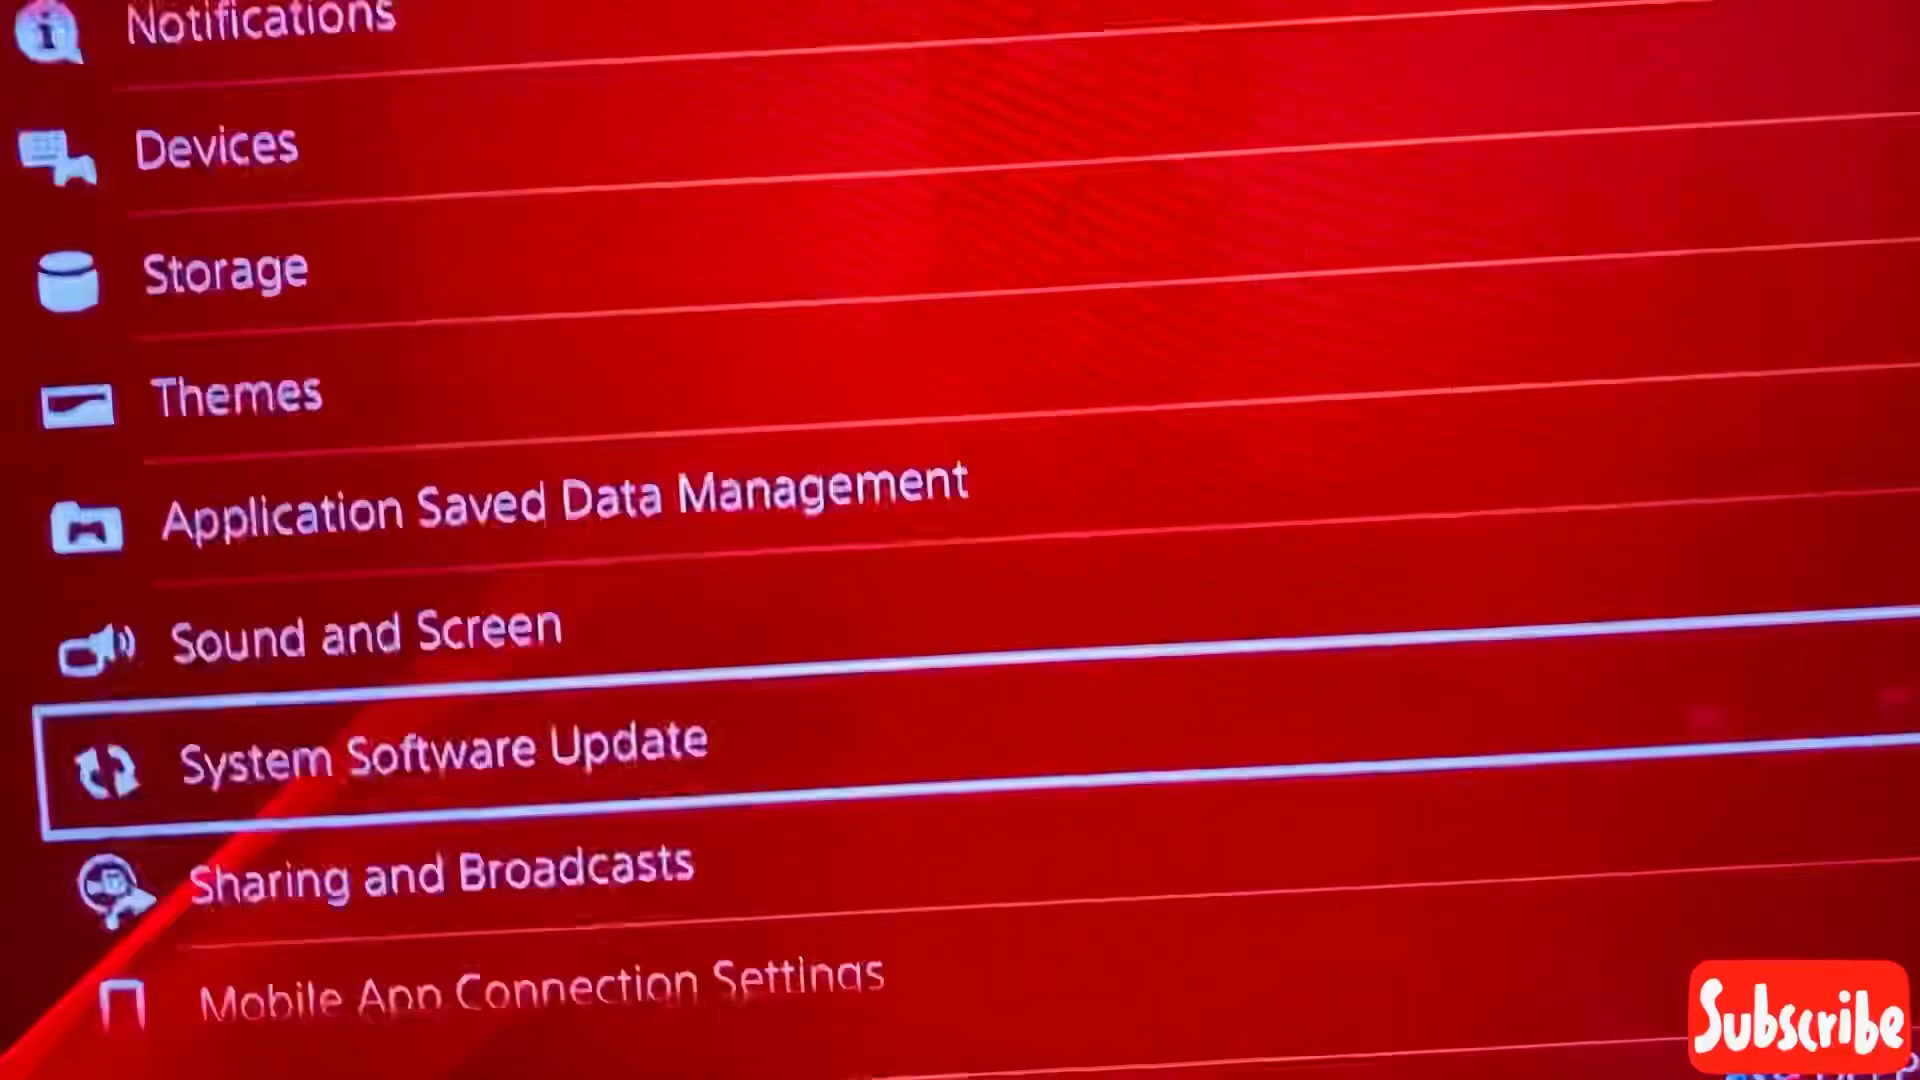 Notifications
Devices
Storage
Themes
Application Saved Data Management
Sound and Screen
System Software Update
Sharing and Broadcasts
Mobile App Connection Settings
Subscribe